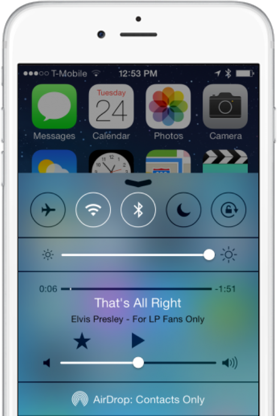 T-Mobile 12:53 PM
Tuesday
24
Messages Calendar Photos Camera
0:06 -1:51
That's All Right
Elvis Presley - For LP Fans Only
AirDrop: Contacts Only